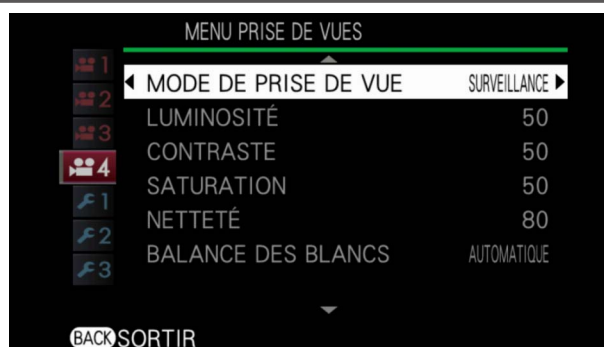 MENU PRISE DE VUES
1
2
3
4
1
2
3
MODE DE PRISE DE VUE SURVEILLANCE
LUMINOSITÉ 50
CONTRASTE 50
SATURATION 50
NETTETÉ 80
BALANCE DES BLANCS AUTOMATIQUE
BACK SORTIR